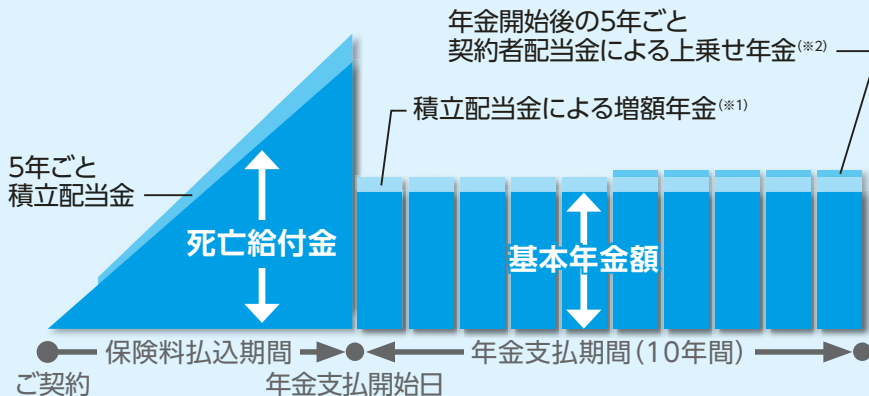 年金開始後の5年ごと
契約者配当金による上乗せ年金(※2)
積立配当金による増額年金(※1)
5年ごと
積立配当金
死亡給付金
基本年金額
保険料払込期間
年金支払期間(10年間)
ご契約
年金支払開始日